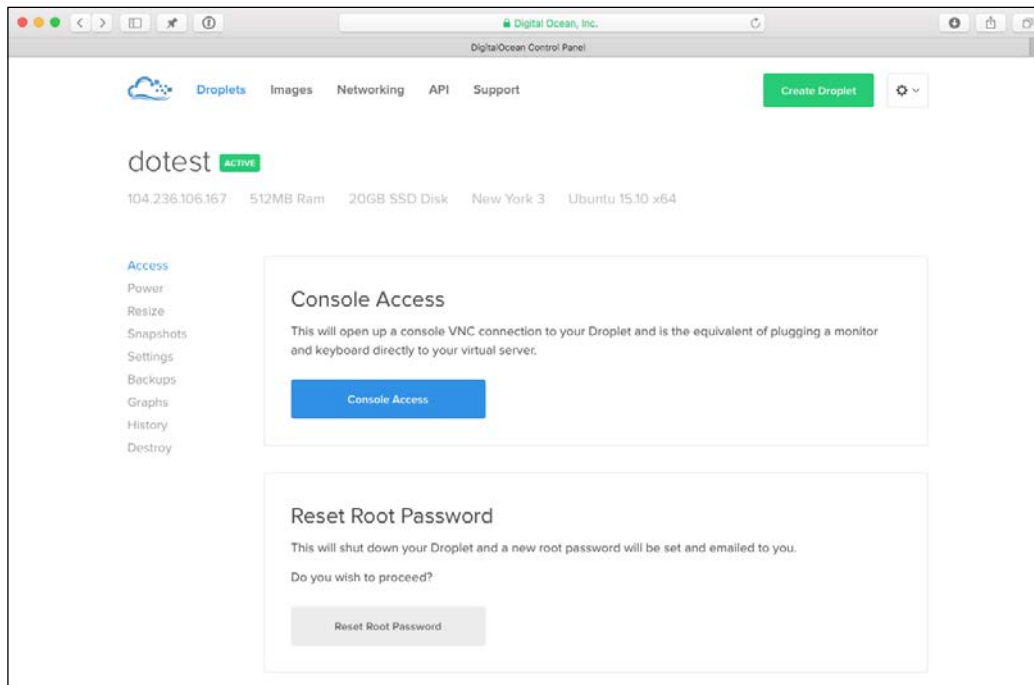 Digital Ocean, Inc.
DigitalOcean Control Panel
Droplets Images Networking API Support Create Droplet
dotest ACTIVE
104.236.106.167 512MB Ram 20GB SSD Disk New York 3 Ubuntu 15.10 x64
Access
Power
Resize
Snapshots
Settings
Backups
Graphs
History
Destroy
Console Access
This will open up a console VNC connection to your Droplet and is the equivalent of plugging a monitor
and keyboard directly to your virtual server.
Console Access
Reset Root Password
This will shut down your Droplet and a new root password will be set and emailed to you.
Do you wish to proceed?
Reset Root Password